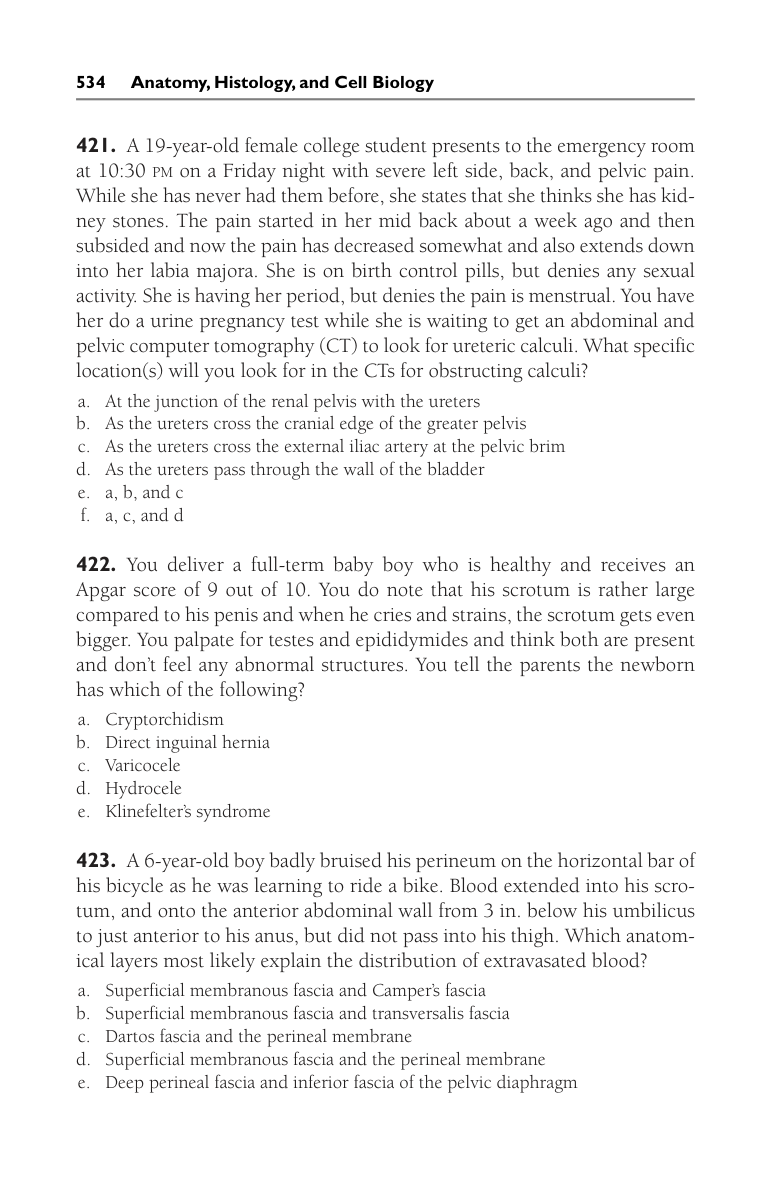 534 Anatomy, Histology, and Cell Biology
421. A 19-year-old female college student presents to the emergency room
at 10:30 PM on a Friday night with severe left side, back, and pelvic pain.
While she has never had them before, she states that she thinks she has kid-
ney stones. The pain started in her mid back about a week ago and then
subsided and now the pain has decreased somewhat and also extends down
into her labia majora. She is on birth control pills, but denies any sexual
activity. She is having her period, but denies the pain is menstrual. You have
her do a urine pregnancy test while she is waiting to get an abdominal and
pelvic computer tomography (CT) to look for ureteric calculi. What specific
location(s) will you look for in the CTs for obstructing calculi?
a. At the junction of the renal pelvis with the ureters
b. As the ureters cross the cranial edge of the greater pelvis
c. As the ureters cross the external iliac artery at the pelvic brim
d. As the ureters pass through the wall of the bladder
e. a, b, and c
f. a, c, and d
422. You deliver a full-term baby boy who is healthy and receives an
Apgar score of 9 out of 10. You do note that his scrotum is rather large
compared to his penis and when he cries and strains, the scrotum gets even
bigger. You palpate for testes and epididymides and think both are present
and don't feel any abnormal structures. You tell the parents the newborn
has which of the following?
a. Cryptorchidism
b. Direct inguinal hernia
c. Varicocele
d. Hydrocele
e. Klinefelter's syndrome
423. A 6-year-old boy badly bruised his perineum on the horizontal bar of
his bicycle as he was learning to ride a bike. Blood extended into his scro-
tum, and onto the anterior abdominal wall from 3 in. below his umbilicus
to just anterior to his anus, but did not pass into his thigh. Which anatom-
ical layers most likely explain the distribution of extravasated blood?
a. Superficial membranous fascia and Camper's fascia
b. Superficial membranous fascia and transversalis fascia
c. Dartos fascia and the perineal membrane
d. Superficial membranous fascia and the perineal membrane
e. Deep perineal fascia and inferior fascia of the pelvic diaphragm